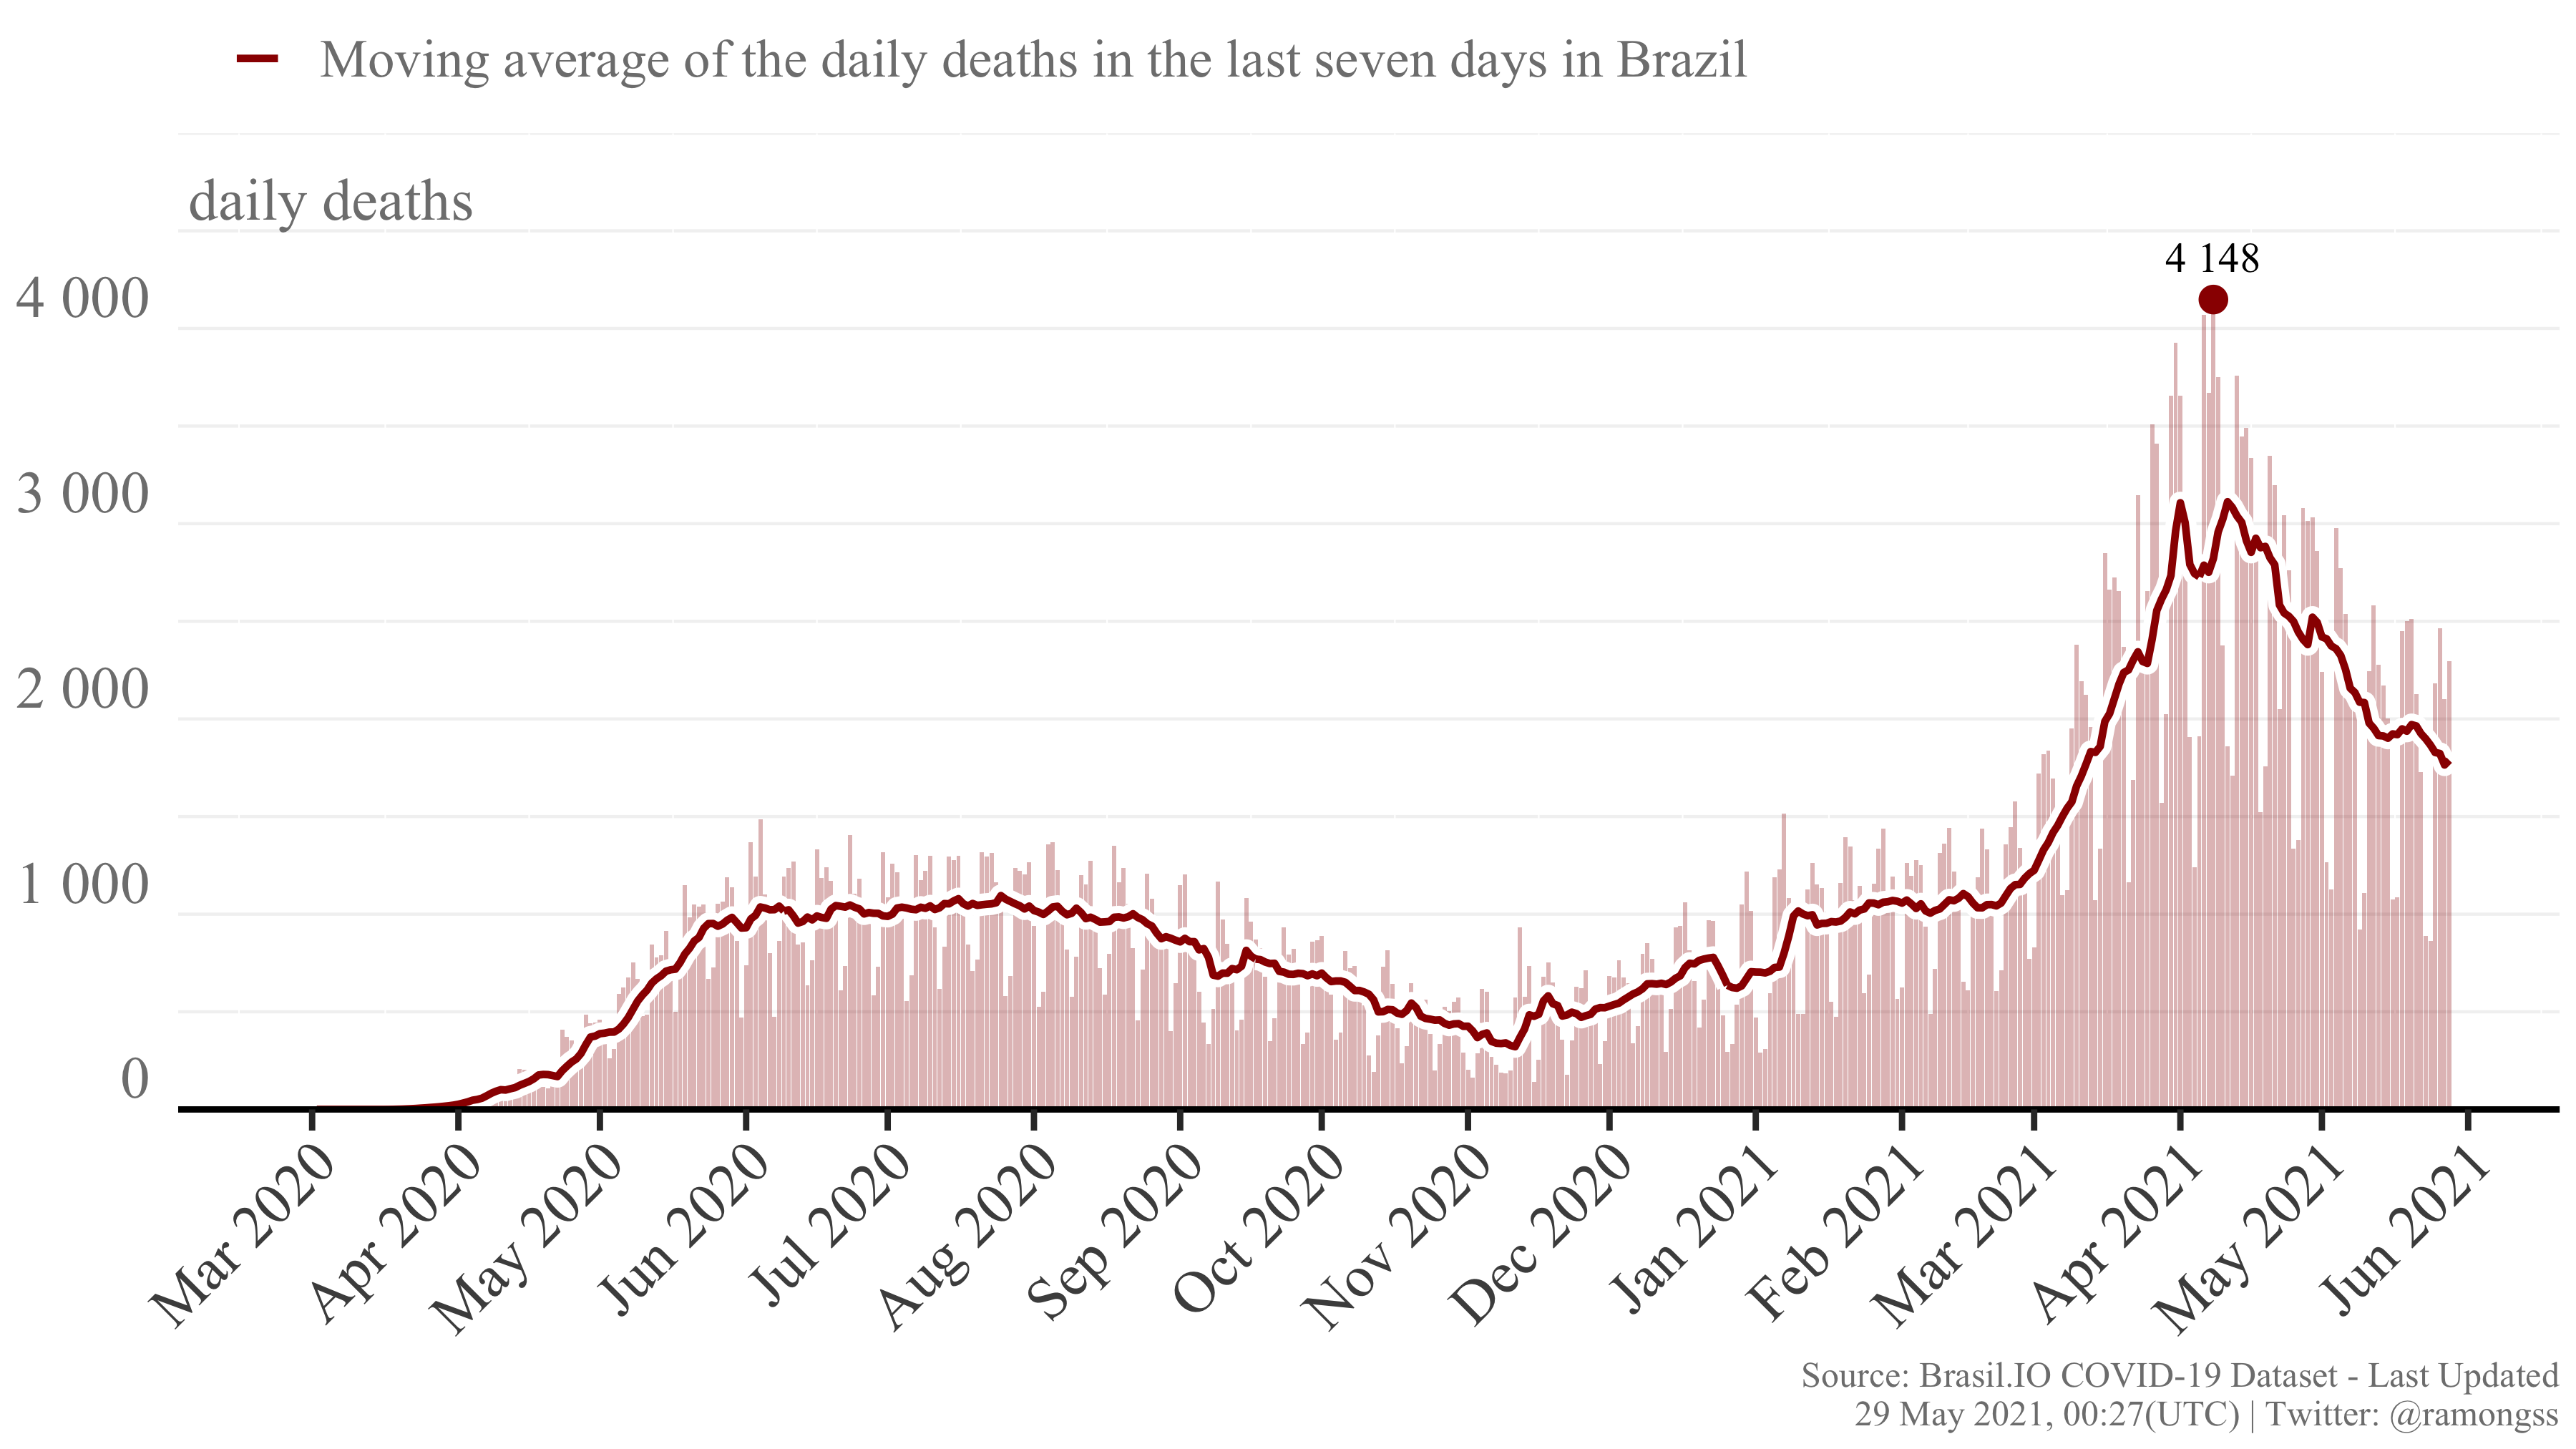 Moving average of the daily deaths in the last seven days in Brazil
daily deaths
4 148
4 000
3 000
2 000
1 000
0
Mar 2020
Apr 2020
May 2020
Jun 2020
Jul 2020
Aug 2020
Sep 2020
Oct 2020
Nov 2020
Dec 2020
Jan 2021
Feb 2021
Mar 2021
Apr 2021
May 2021
Jun 2021
Source: Brasil.IO COVID-19 Dataset - Last Updated
29 May 2021, 00:27(UTC) | Twitter: @ramongss